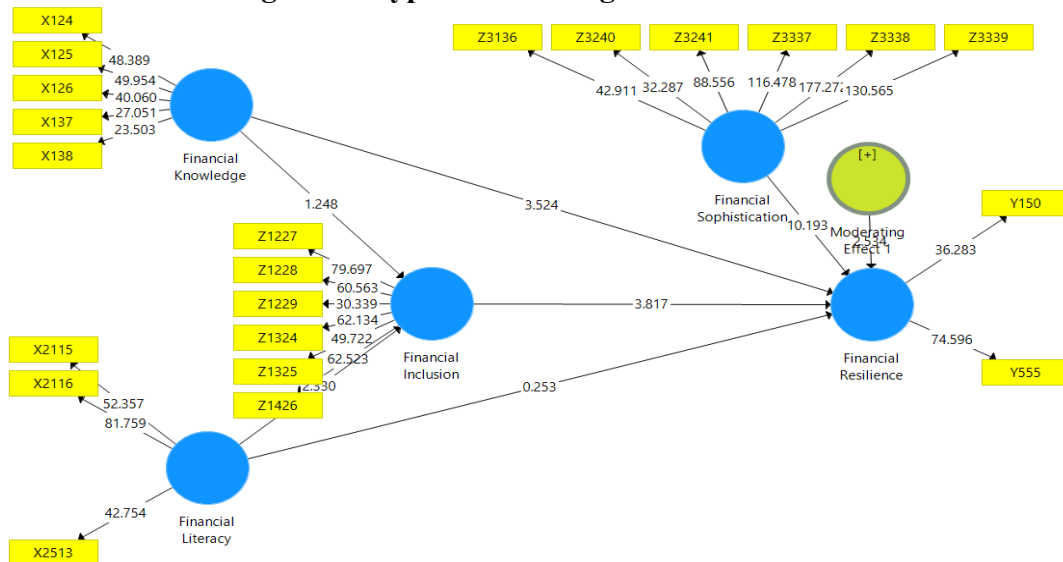 X124
X125
X126
X137
X138
48.389
49.954
40.060
27.051
23.503
Financial
Knowledge
Z3136
Z3240
Z3241
Z3337
Z3338
Z3339
42.911
32.287
88.556
116.478
130.565
Financial
Sophistication
[+]
Moderating
Effect 1
2.534
10.193
3.524
1.248
Z1227
Z1228
Z1229
Z1324
Z1325
Z1426
79.697
60.563
30.339
62.134
49.722
62.523
Financial
Inclusion
3.817
0.253
Y150
Y555
36.283
74.596
Financial
Resilience
X2115
X2116
X2513
52.357
81.759
42.754
Financial
Literacy